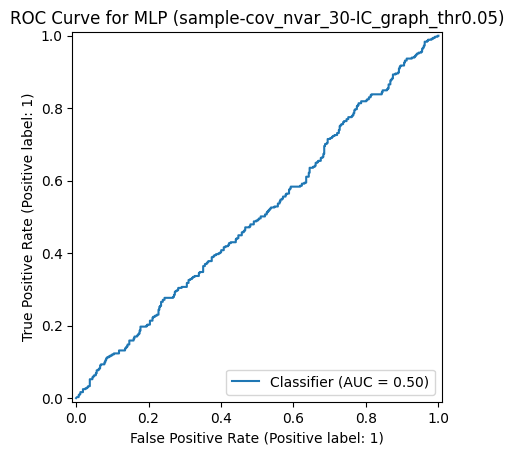 ROC Curve for MLP (sample-cov_nvar_30-IC_graph_thr0.05)
1.0
0.8
0.6
0.4
0.2
0.0
True Positive Rate (Positive label: 1)
Classifier (AUC = 0.50)
0.0 0.2 0.4 0.6 0.8 1.0
False Positive Rate (Positive label: 1)